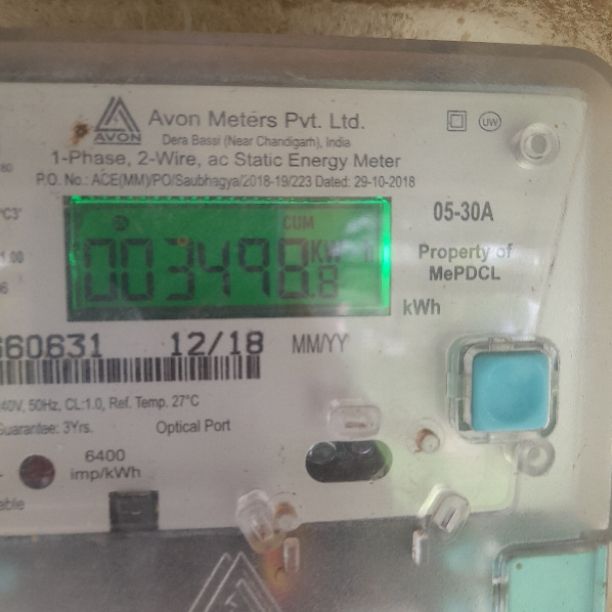 AVON
Avon Meters Pvt. Ltd.
Dera Bassi (Near Chandigarh), India
1-Phase, 2-Wire, ac Static Energy Meter
P.O. No.: ACE(MM)/PO/Saubhagya/2018-19/223 Dated: 29-10-2018
UW
CUM
003498.8 KW h
05-30A
Property of
MePDCL
kWh
660631 12/18 MM/YY
240V, 50Hz, CL:1.0, Ref. Temp. 27°C
Guarantee: 3Yrs. Optical Port
6400
imp/kWh